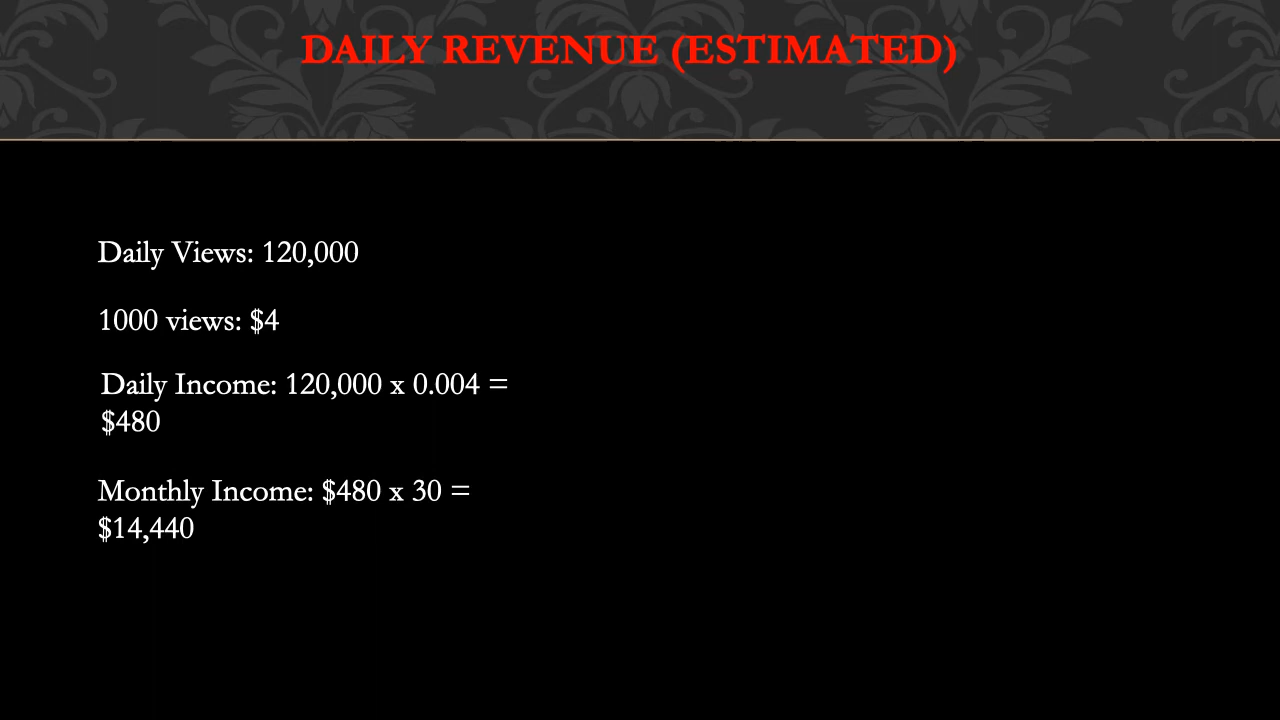 DAILY REVENUE (ESTIMATED)
Daily Views: 120,000
1000 views: $4
Daily Income: 120,000 x 0.004 =
$480
Monthly Income: $480 x 30 =
$14,440